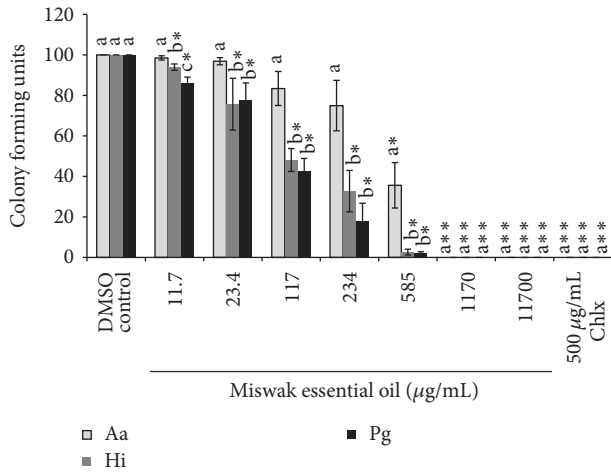 Colony forming units
120
100
80
60
40
20
0
a a a
a b* c*
a b* b*
a b* b*
a b* b*
a* b* b*
a** a** a**
a** a** a**
a** a** a**
DMSO control
11.7
23.4
117
234
585
1170
11700
500 μg/mL Chlx
Miswak essential oil (μg/mL)
Aa
Hi
Pg